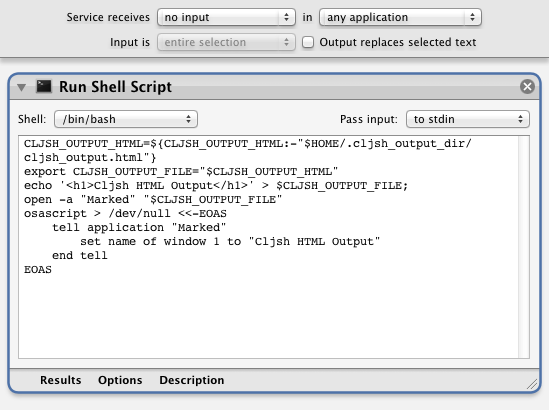 Service receives no input in any application
Input is entire selection Output replaces selected text
Run Shell Script
Shell: /bin/bash Pass input: to stdin
CLJSH_OUTPUT_HTML=${CLJSH_OUTPUT_HTML:-"$HOME/.cljsh_output_dir/
cljsh_output.html"}
export CLJSH_OUTPUT_FILE="$CLJSH_OUTPUT_HTML"
echo '<h1>Cljsh HTML Output</h1>' > $CLJSH_OUTPUT_FILE;
open -a "Marked" "$CLJSH_OUTPUT_FILE"
osascript > /dev/null <<-EOAS
    tell application "Marked"
        set name of window 1 to "Cljsh HTML Output"
    end tell
EOAS
Results Options Description